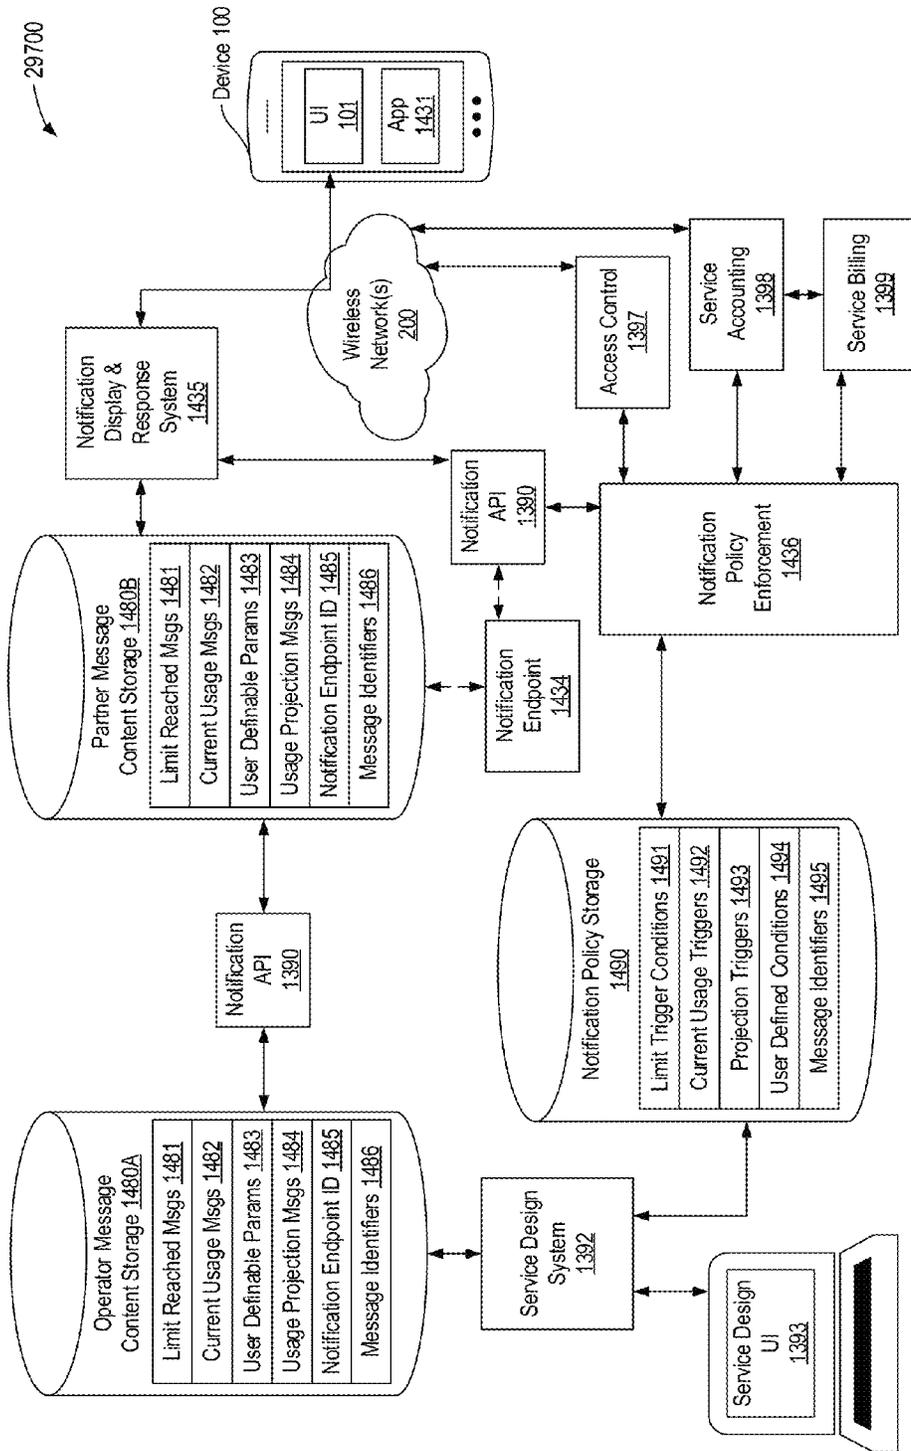 29700
Device 100
UI
101
App
1431
Notification
Display &
Response
System
1435
Wireless
Network(s)
200
Access Control
1397
Service
Accounting
1398
Service Billing
1399
Partner Message
Content Storage 1480B
Limit Reached Msgs 1481
Current Usage Msgs 1482
User Definable Params 1483
Usage Projection Msgs 1484
Notification Endpoint ID 1485
Message Identifiers 1486
Notification
API
1390
Notification
Endpoint
1434
Notification
Policy
Enforcement
1436
Notification
API
1390
Notification Policy Storage
1490
Limit Trigger Conditions 1491
Current Usage Triggers 1492
Projection Triggers 1493
User Defined Conditions 1494
Message Identifiers 1495
Operator Message
Content Storage 1480A
Limit Reached Msgs 1481
Current Usage Msgs 1482
User Definable Params 1483
Usage Projection Msgs 1484
Notification Endpoint ID 1485
Message Identifiers 1486
Service Design
System
1392
Service Design
UI
1393